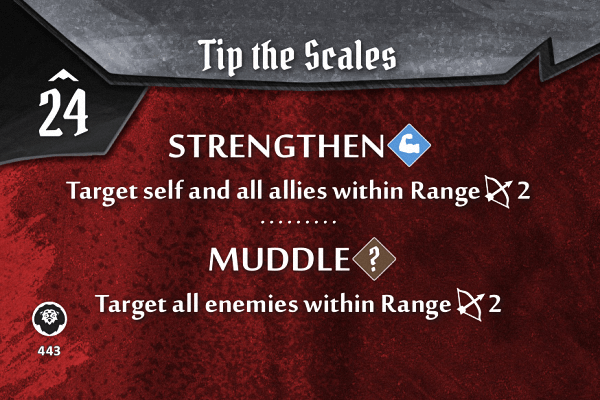 Tip the Scales
24
STRENGTHEN
Target self and all allies within Range 2
MUDDLE ?
Target all enemies within Range 2
443